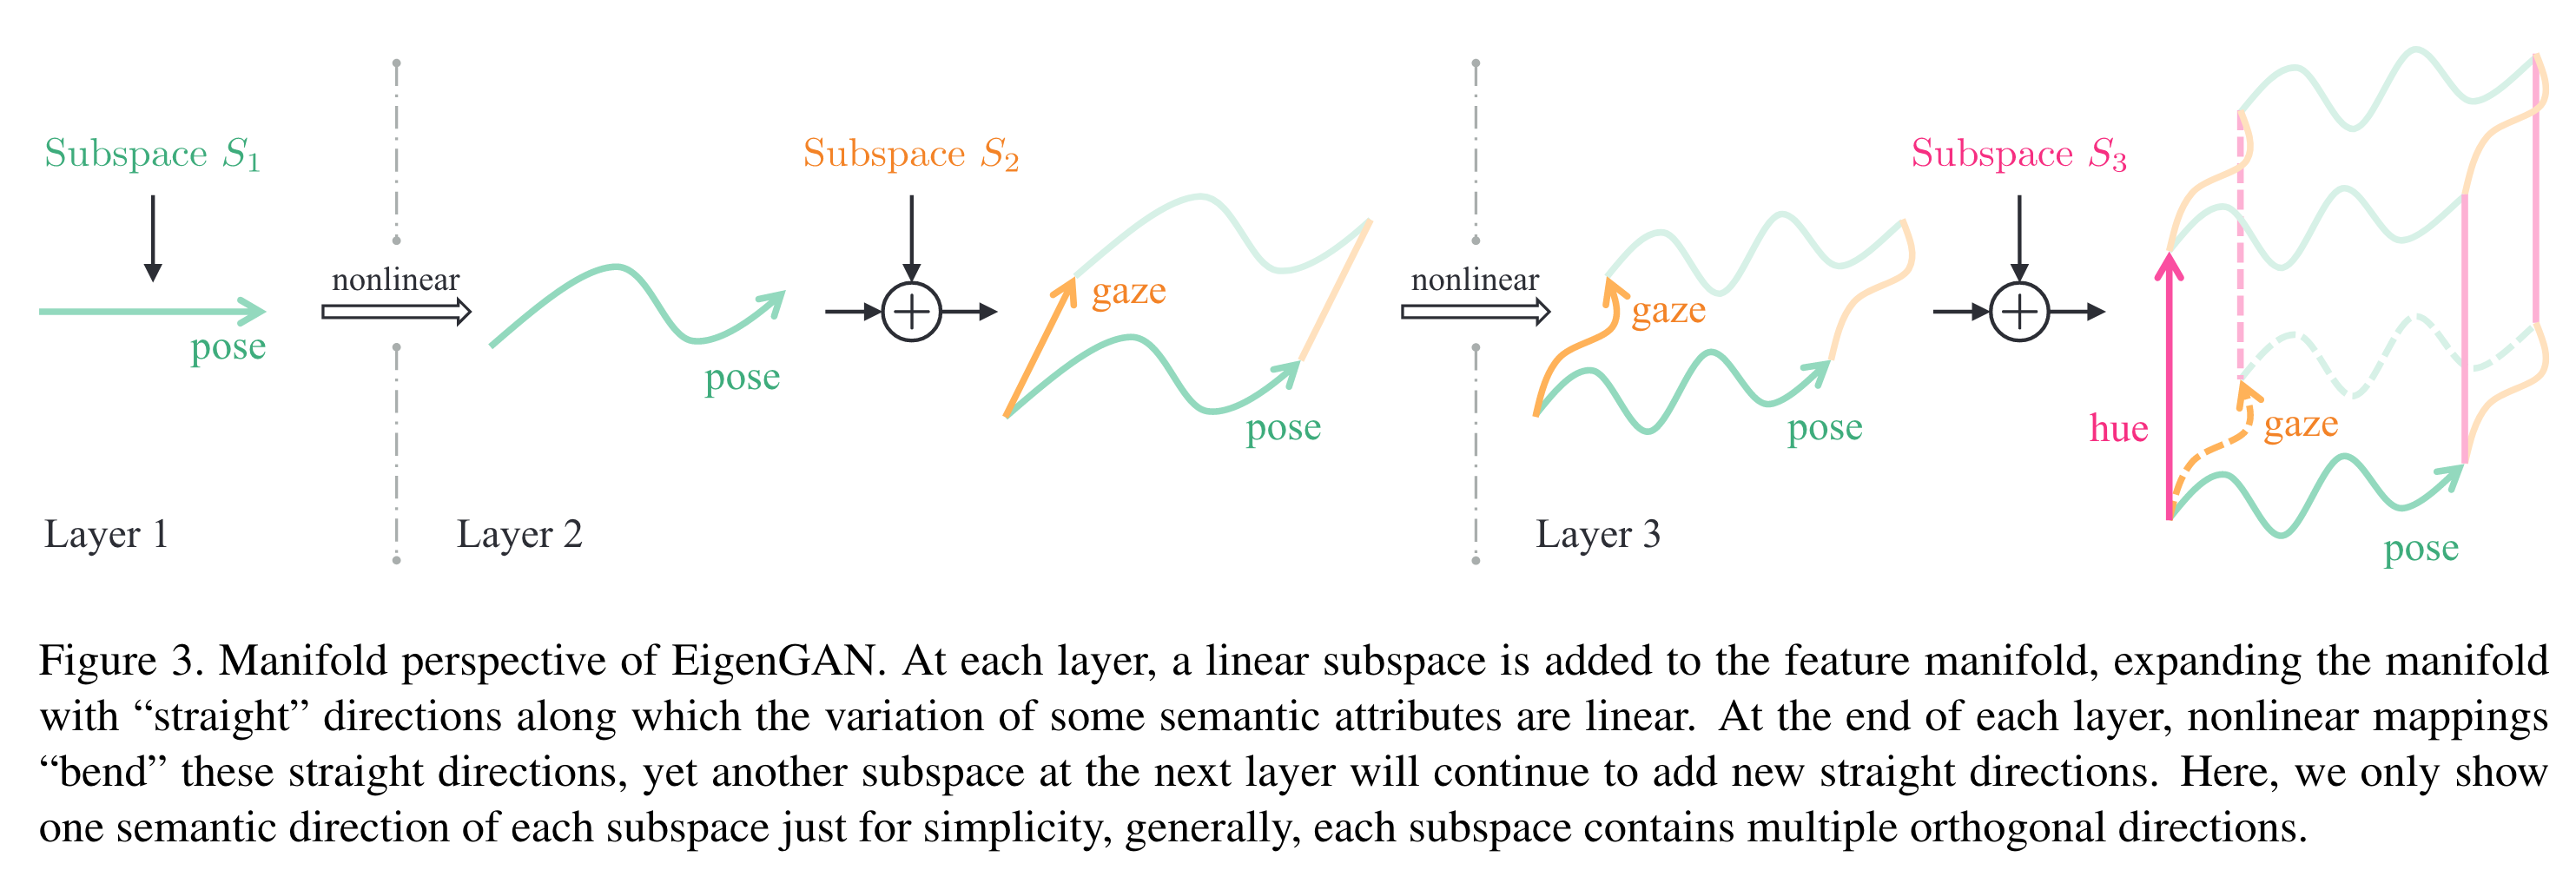 Subspace S₁
Subspace S₂
Subspace S₃
nonlinear
nonlinear
pose
pose
gaze
pose
gaze
pose
hue
gaze
pose
Layer 1
Layer 2
Layer 3
Figure 3. Manifold perspective of EigenGAN. At each layer, a linear subspace is added to the feature manifold, expanding the manifold
with “straight” directions along which the variation of some semantic attributes are linear. At the end of each layer, nonlinear mappings
“bend” these straight directions, yet another subspace at the next layer will continue to add new straight directions. Here, we only show
one semantic direction of each subspace just for simplicity, generally, each subspace contains multiple orthogonal directions.